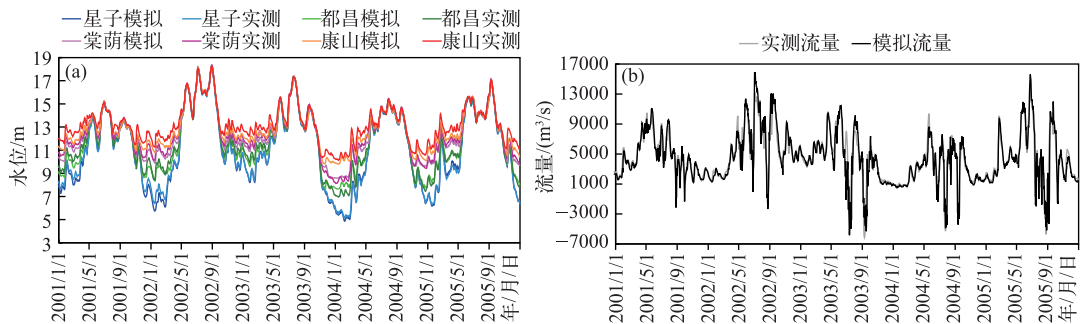 星子模拟 星子实测 都昌模拟 都昌实测
棠荫模拟 棠荫实测 康山模拟 康山实测
(a)
水位/m
19
17
15
13
11
9
7
5
3
2001/1/1 2001/5/1 2001/9/1 2002/1/1 2002/5/1 2002/9/1 2003/1/1 2003/5/1 2003/9/1 2004/1/1 2004/5/1 2004/9/1 2005/1/1 2005/5/1 2005/9/1 年/月/日
实测流量 模拟流量
(b)
流量/(m³/s)
17000
13000
9000
5000
1000
−3000
−7000
2001/1/1 2001/5/1 2001/9/1 2002/1/1 2002/5/1 2002/9/1 2003/1/1 2003/5/1 2003/9/1 2004/1/1 2004/5/1 2004/9/1 2005/1/1 2005/5/1 2005/9/1 年/月/日